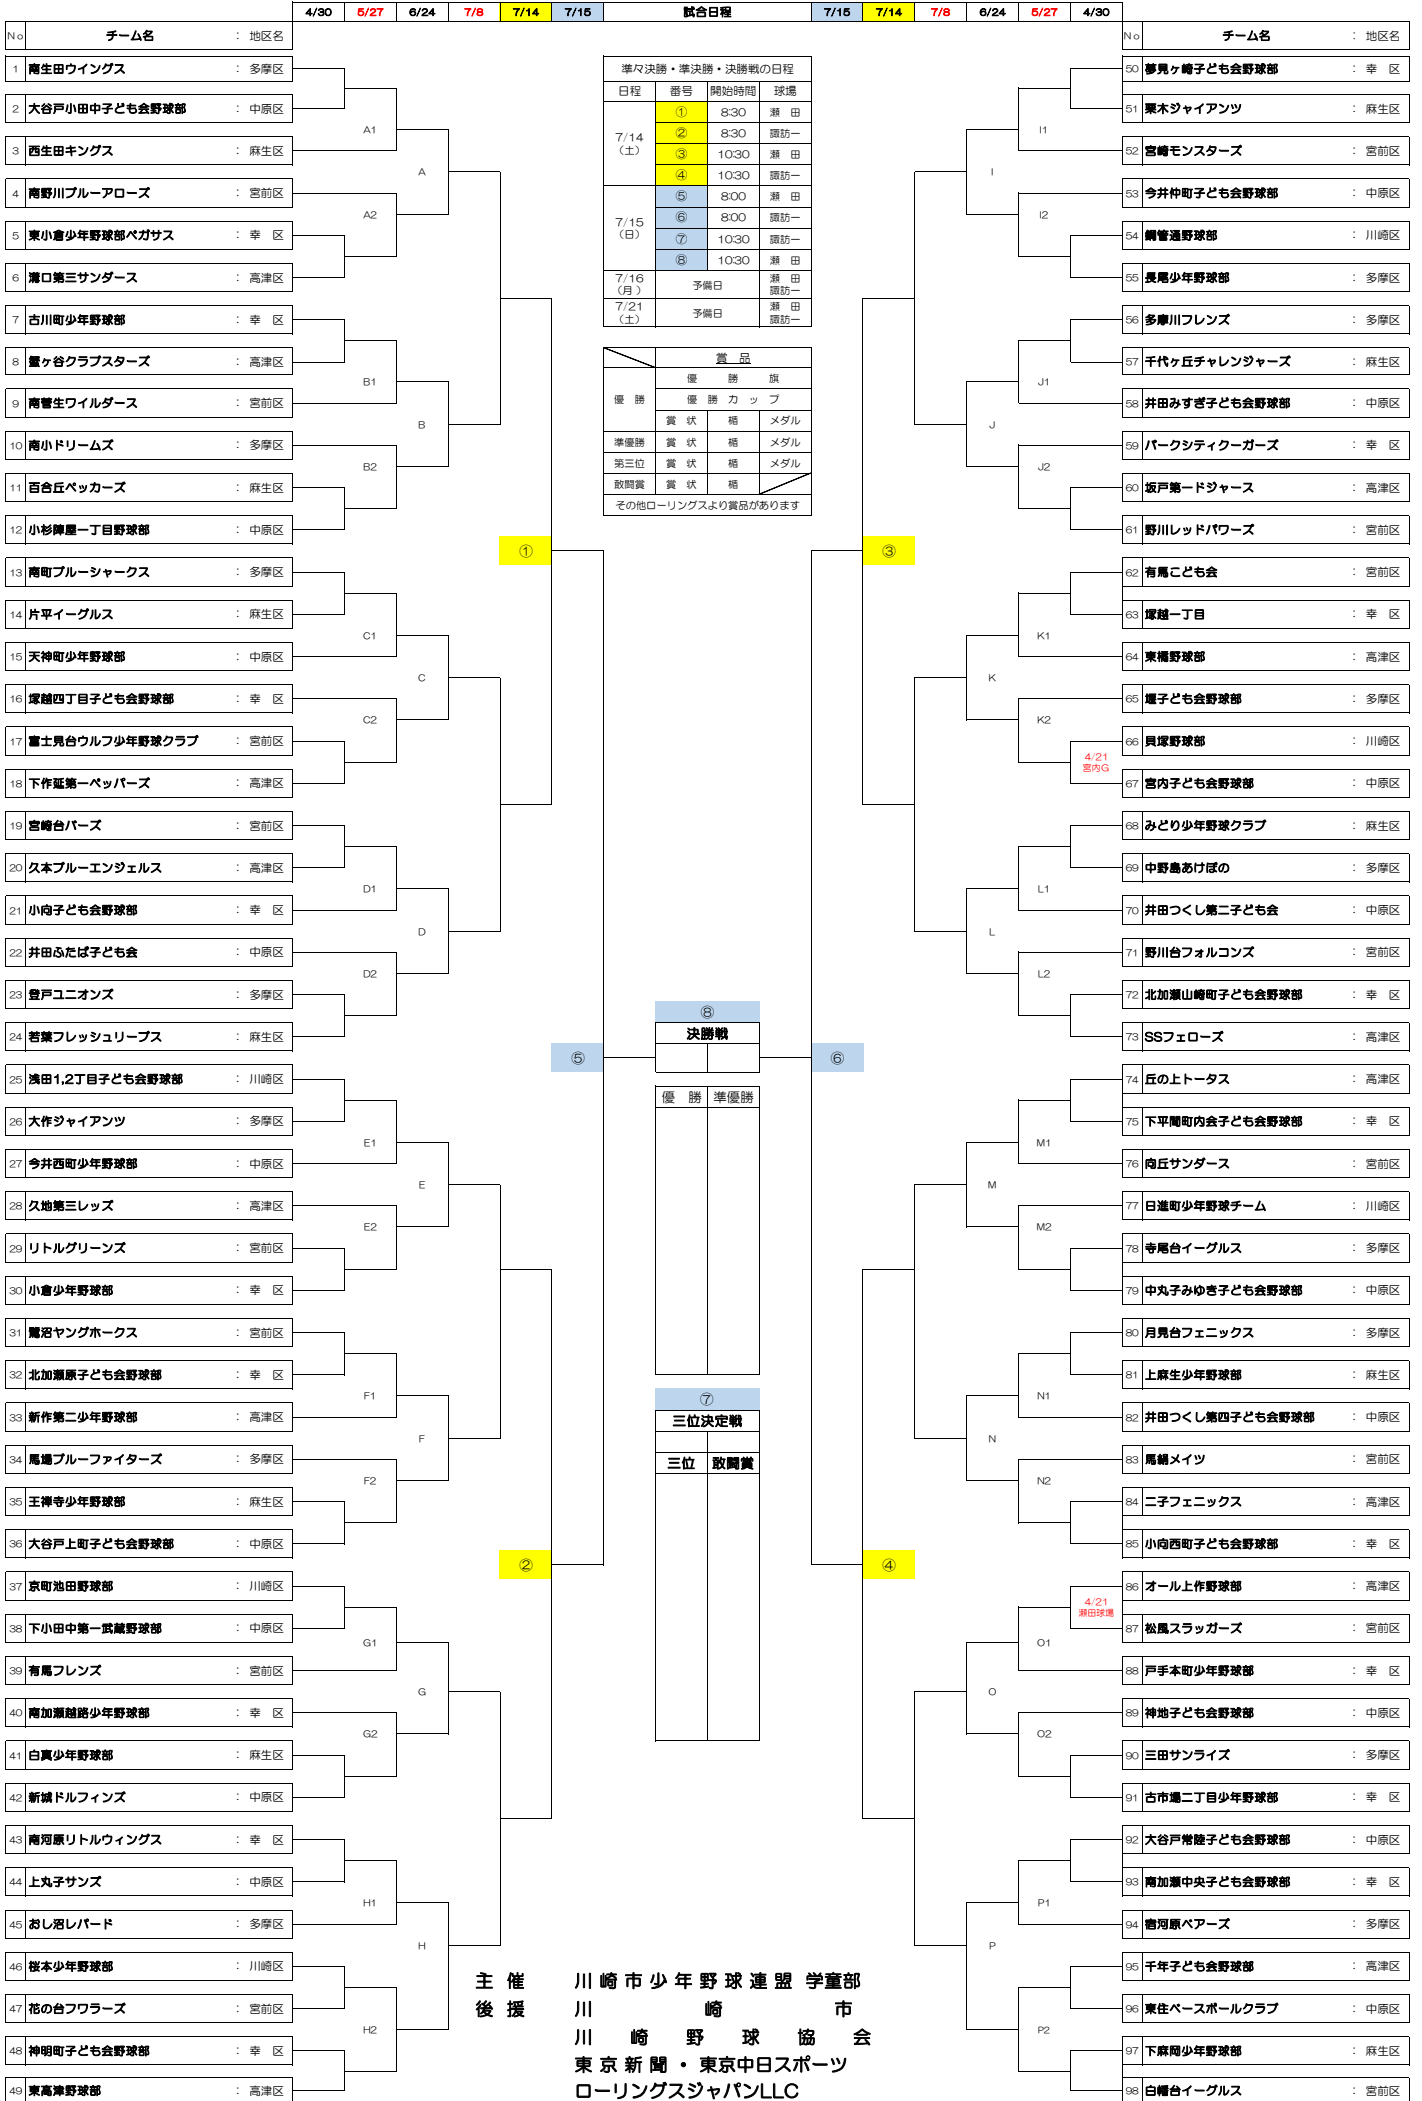 4/30 5/27 6/24 7/8 7/14 7/15 試合日程 7/15 7/14 7/8 6/24 5/27 4/30
No チーム名 : 地区名
1 南生田ウイングス : 多摩区
2 大谷戸小田中子ども会野球部 : 中原区
3 西生田キングス : 麻生区
4 南野川ブルーアローズ : 宮前区
5 東小倉少年野球部ペガサス : 幸 区
6 溝口第三サンダース : 高津区
7 古川町少年野球部 : 幸 区
8 蟹ヶ谷クラブスターズ : 高津区
9 南菅生ワイルダース : 宮前区
10 南小ドリームズ : 多摩区
11 百合丘ペッカーズ : 麻生区
12 小杉陣屋一丁目野球部 : 中原区
13 南町ブルーシャークス : 多摩区
14 片平イーグルス : 麻生区
15 天神町少年野球部 : 中原区
16 塚越四丁目子ども会野球部 : 幸 区
17 富士見台ウルフ少年野球クラブ : 宮前区
18 下作延第一ペッパーズ : 高津区
19 宮崎台バーズ : 宮前区
20 久本ブルーエンジェルス : 高津区
21 小向子ども会野球部 : 幸 区
22 井田ふたば子ども会 : 中原区
23 登戸ユニオンズ : 多摩区
24 若葉フレッシュリーブス : 麻生区
25 浅田1,2丁目子ども会野球部 : 川崎区
26 大作ジャイアンツ : 多摩区
27 今井西町少年野球部 : 中原区
28 久地第三レッズ : 高津区
29 リトルグリーンズ : 宮前区
30 小倉少年野球部 : 幸 区
31 鷺沼ヤングホークス : 宮前区
32 北加瀬原子ども会野球部 : 幸 区
33 新作第二少年野球部 : 高津区
34 馬場ブルーファイターズ : 多摩区
35 王禅寺少年野球部 : 麻生区
36 大谷戸上町子ども会野球部 : 中原区
37 京町池田野球部 : 川崎区
38 下小田中第一武蔵野球部 : 中原区
39 有馬フレンズ : 宮前区
40 南加瀬越路少年野球部 : 幸 区
41 白真少年野球部 : 麻生区
42 新城ドルフィンズ : 中原区
43 南河原リトルウィングス : 幸 区
44 上丸子サンズ : 中原区
45 おし沼レパード : 多摩区
46 桜本少年野球部 : 川崎区
47 花の台フワラーズ : 宮前区
48 神明町子ども会野球部 : 幸 区
49 東高津野球部 : 高津区
A1
A
A2
B1
B
B2
C1
C
C2
D1
D
D2
E1
E
E2
F1
F
F2
G1
G
G2
H1
H
H2
①
②
⑤
準々決勝・準決勝・決勝戦の日程
日程 番号 開始時間 球場
7/14（土） ① 8:30 瀬 田
② 8:30 諏訪一
③ 10:30 瀬 田
④ 10:30 諏訪一
7/15（日） ⑤ 8:00 瀬 田
⑥ 8:00 諏訪一
⑦ 10:30 諏訪一
⑧ 10:30 瀬 田
7/16（月） 予備日 瀬 田 諏訪一
7/21（土） 予備日 瀬 田 諏訪一
賞 品
優 勝 優 勝 旗
優 勝 カ ッ プ
賞 状 楯 メダル
準優勝 賞 状 楯 メダル
第三位 賞 状 楯 メダル
敢闘賞 賞 状 楯
その他ローリングスより賞品があります
⑧
決勝戦
優 勝 準優勝
⑦
三位決定戦
三位 敢闘賞
③
④
⑥
I1
I
I2
J1
J
J2
K1
K
K2
4/21
宮内G
L1
L
L2
M1
M
M2
N1
N
N2
4/21
瀬田球場
O1
O
O2
P1
P
P2
No チーム名 : 地区名
50 夢見ヶ崎子ども会野球部 : 幸 区
51 栗木ジャイアンツ : 麻生区
52 宮崎モンスターズ : 宮前区
53 今井仲町子ども会野球部 : 中原区
54 鋼管通野球部 : 川崎区
55 長尾少年野球部 : 多摩区
56 多摩川フレンズ : 多摩区
57 千代ヶ丘チャレンジャーズ : 麻生区
58 井田みすぎ子ども会野球部 : 中原区
59 パークシティクーガーズ : 幸 区
60 坂戸第一ドジャース : 高津区
61 野川レッドパワーズ : 宮前区
62 有馬こども会 : 宮前区
63 塚越一丁目 : 幸 区
64 東橘野球部 : 高津区
65 堰子ども会野球部 : 多摩区
66 貝塚野球部 : 川崎区
67 宮内子ども会野球部 : 中原区
68 みどり少年野球クラブ : 麻生区
69 中野島あけぼの : 多摩区
70 井田つくし第二子ども会 : 中原区
71 野川台フォルコンズ : 宮前区
72 北加瀬山崎町子ども会野球部 : 幸 区
73 SSフェローズ : 高津区
74 丘の上トータス : 高津区
75 下平間町内会子ども会野球部 : 幸 区
76 向丘サンダース : 宮前区
77 日進町少年野球チーム : 川崎区
78 寺尾台イーグルス : 多摩区
79 中丸子みゆき子ども会野球部 : 中原区
80 月見台フェニックス : 多摩区
81 上麻生少年野球部 : 麻生区
82 井田つくし第四子ども会野球部 : 中原区
83 馬絹メイツ : 宮前区
84 二子フェニックス : 高津区
85 小向西町子ども会野球部 : 幸 区
86 オール上作野球部 : 高津区
87 松風スラッガーズ : 宮前区
88 戸手本町少年野球部 : 幸 区
89 神地子ども会野球部 : 中原区
90 三田サンライズ : 多摩区
91 古市場二丁目少年野球部 : 幸 区
92 大谷戸常陸子ども会野球部 : 中原区
93 南加瀬中央子ども会野球部 : 幸 区
94 宿河原ベアーズ : 多摩区
95 千年子ども会野球部 : 高津区
96 東住ベースボールクラブ : 中原区
97 下麻岡少年野球部 : 麻生区
98 白幡台イーグルス : 宮前区
主 催 川 崎 市 少 年 野 球 連 盟 学童部
後 援 川 崎 市
川 崎 野 球 協 会
東 京 新 聞 ・ 東京中日スポーツ
ローリングスジャパンLLC